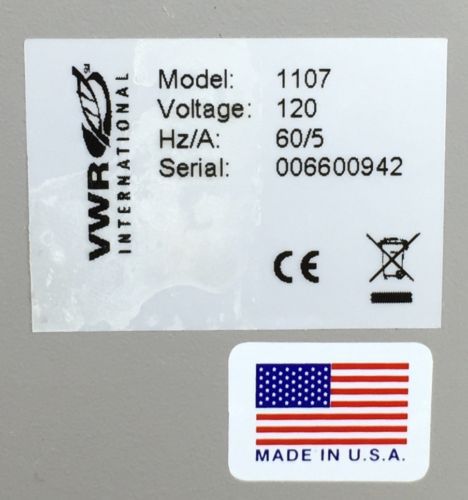 VWR
INTERNATIONAL
Model: 1107
Voltage: 120
Hz/A: 60/5
Serial: 006600942
CE
MADE IN U.S.A.